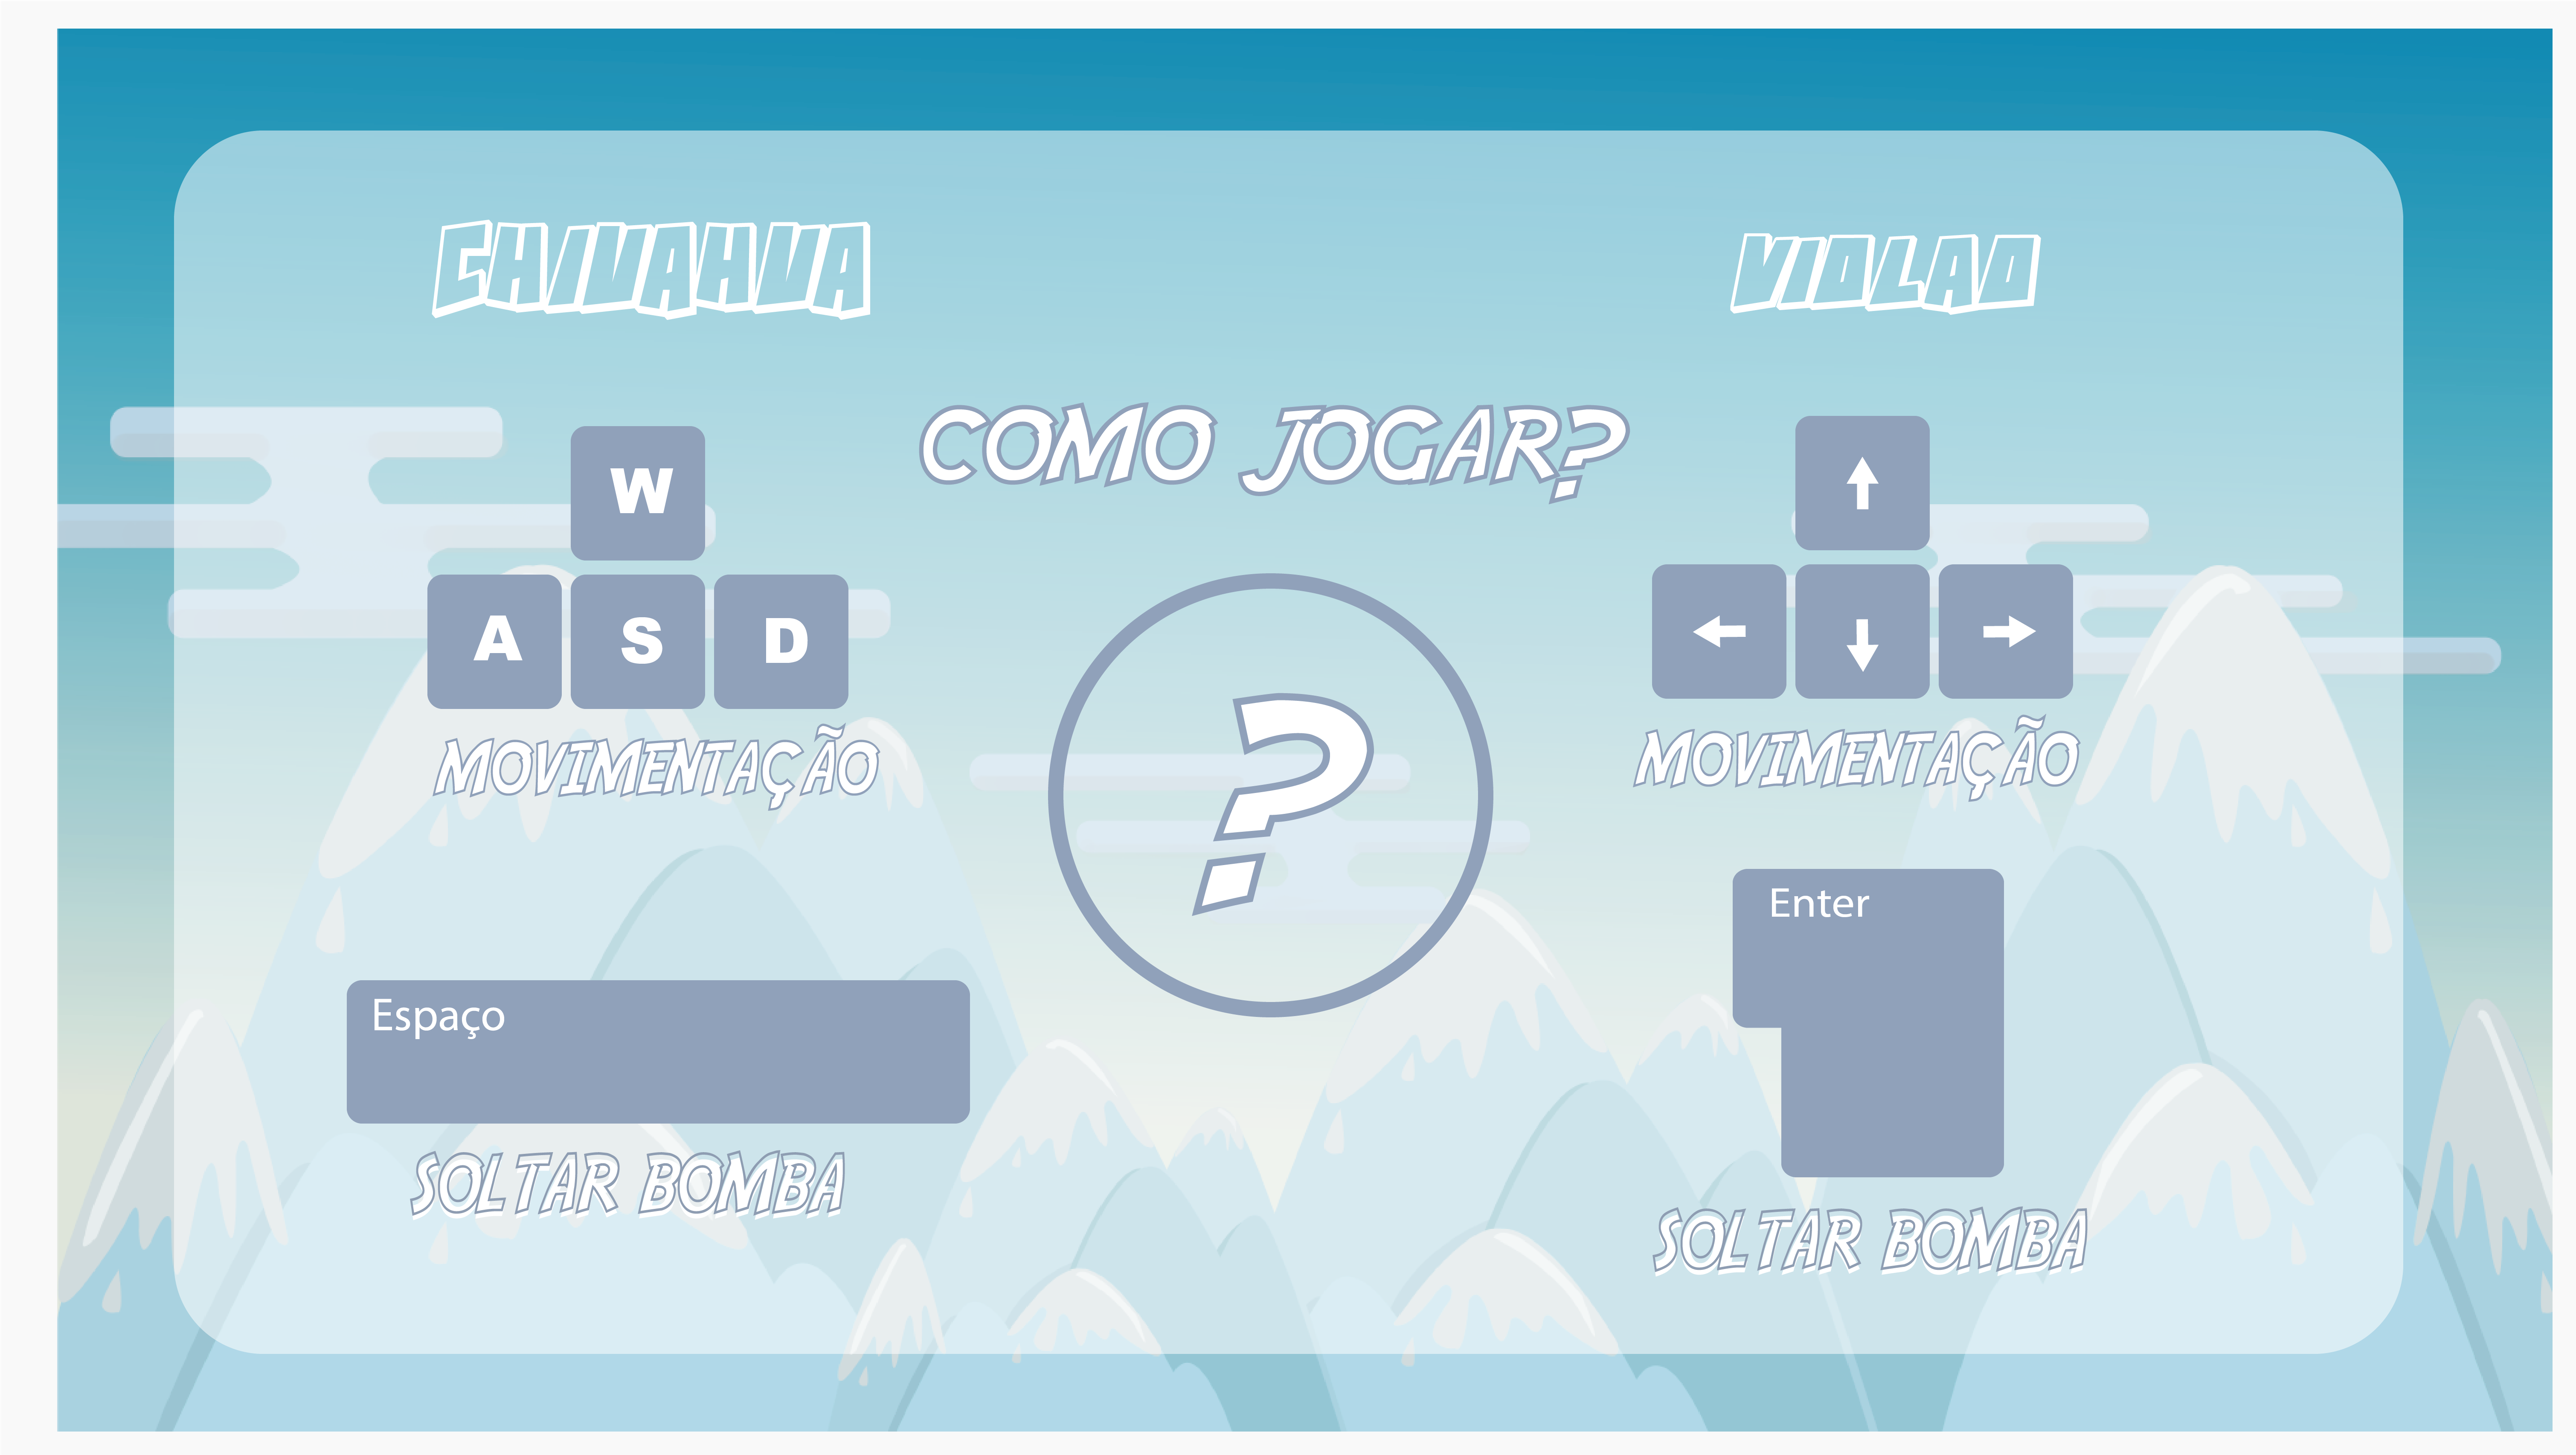 CHIUAHUA
VIOLAO
COMO JOGAR?
W
A S D
↑
← ↓ →
MOVIMENTAÇÃO
MOVIMENTAÇÃO
?
Espaço
Enter
SOLTAR BOMBA
SOLTAR BOMBA